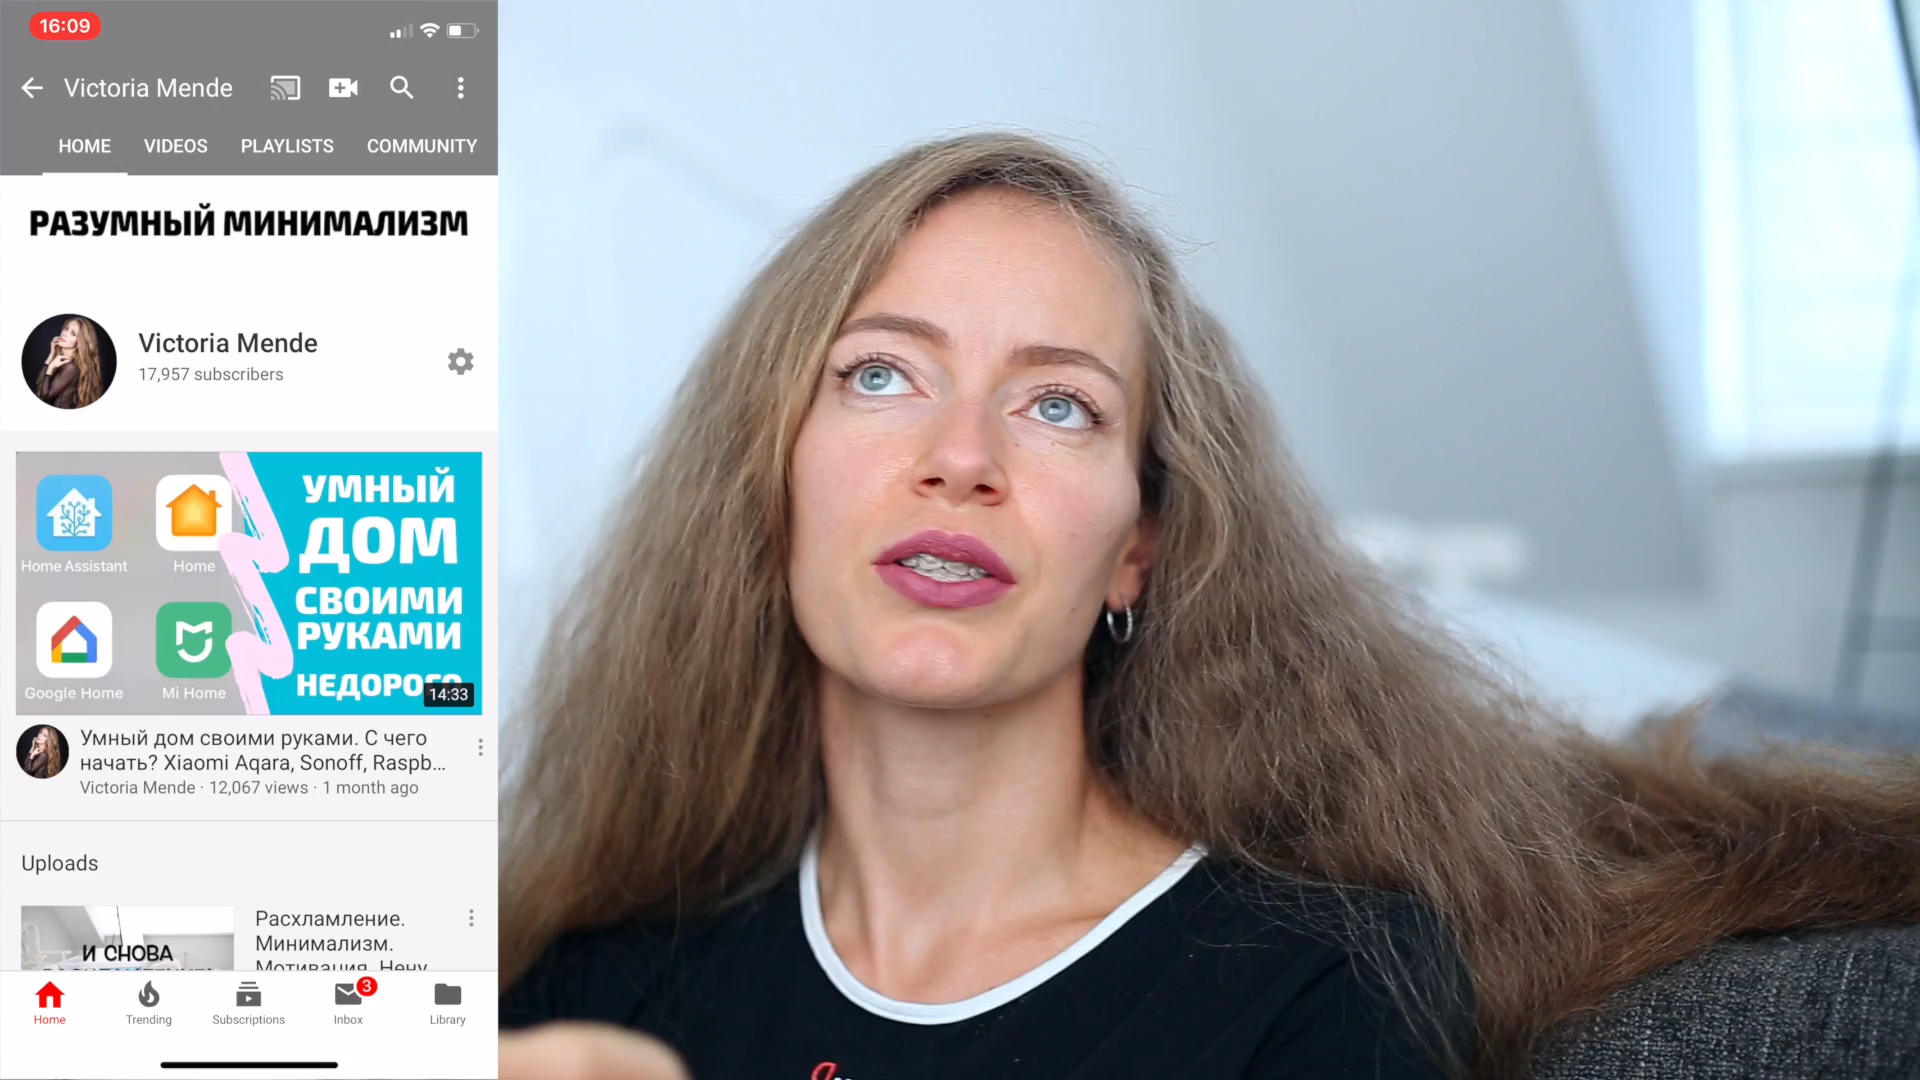 16:09
Victoria Mende
HOME VIDEOS PLAYLISTS COMMUNITY
РАЗУМНЫЙ МИНИМАЛИЗМ
Victoria Mende
17,957 subscribers
УМНЫЙ
ДОМ
СВОИМИ
РУКАМИ
Home Assistant
Home
Google Home
Mi Home
14:33
Умный дом своими руками. С чего
начать? Xiaomi Aqara, Sonoff, Raspb...
Victoria Mende · 12,067 views · 1 month ago
Uploads
И СНОВА
Расхламление.
Минимализм.
Мотивация. Нечу
3
Home Trending Subscriptions Inbox Library